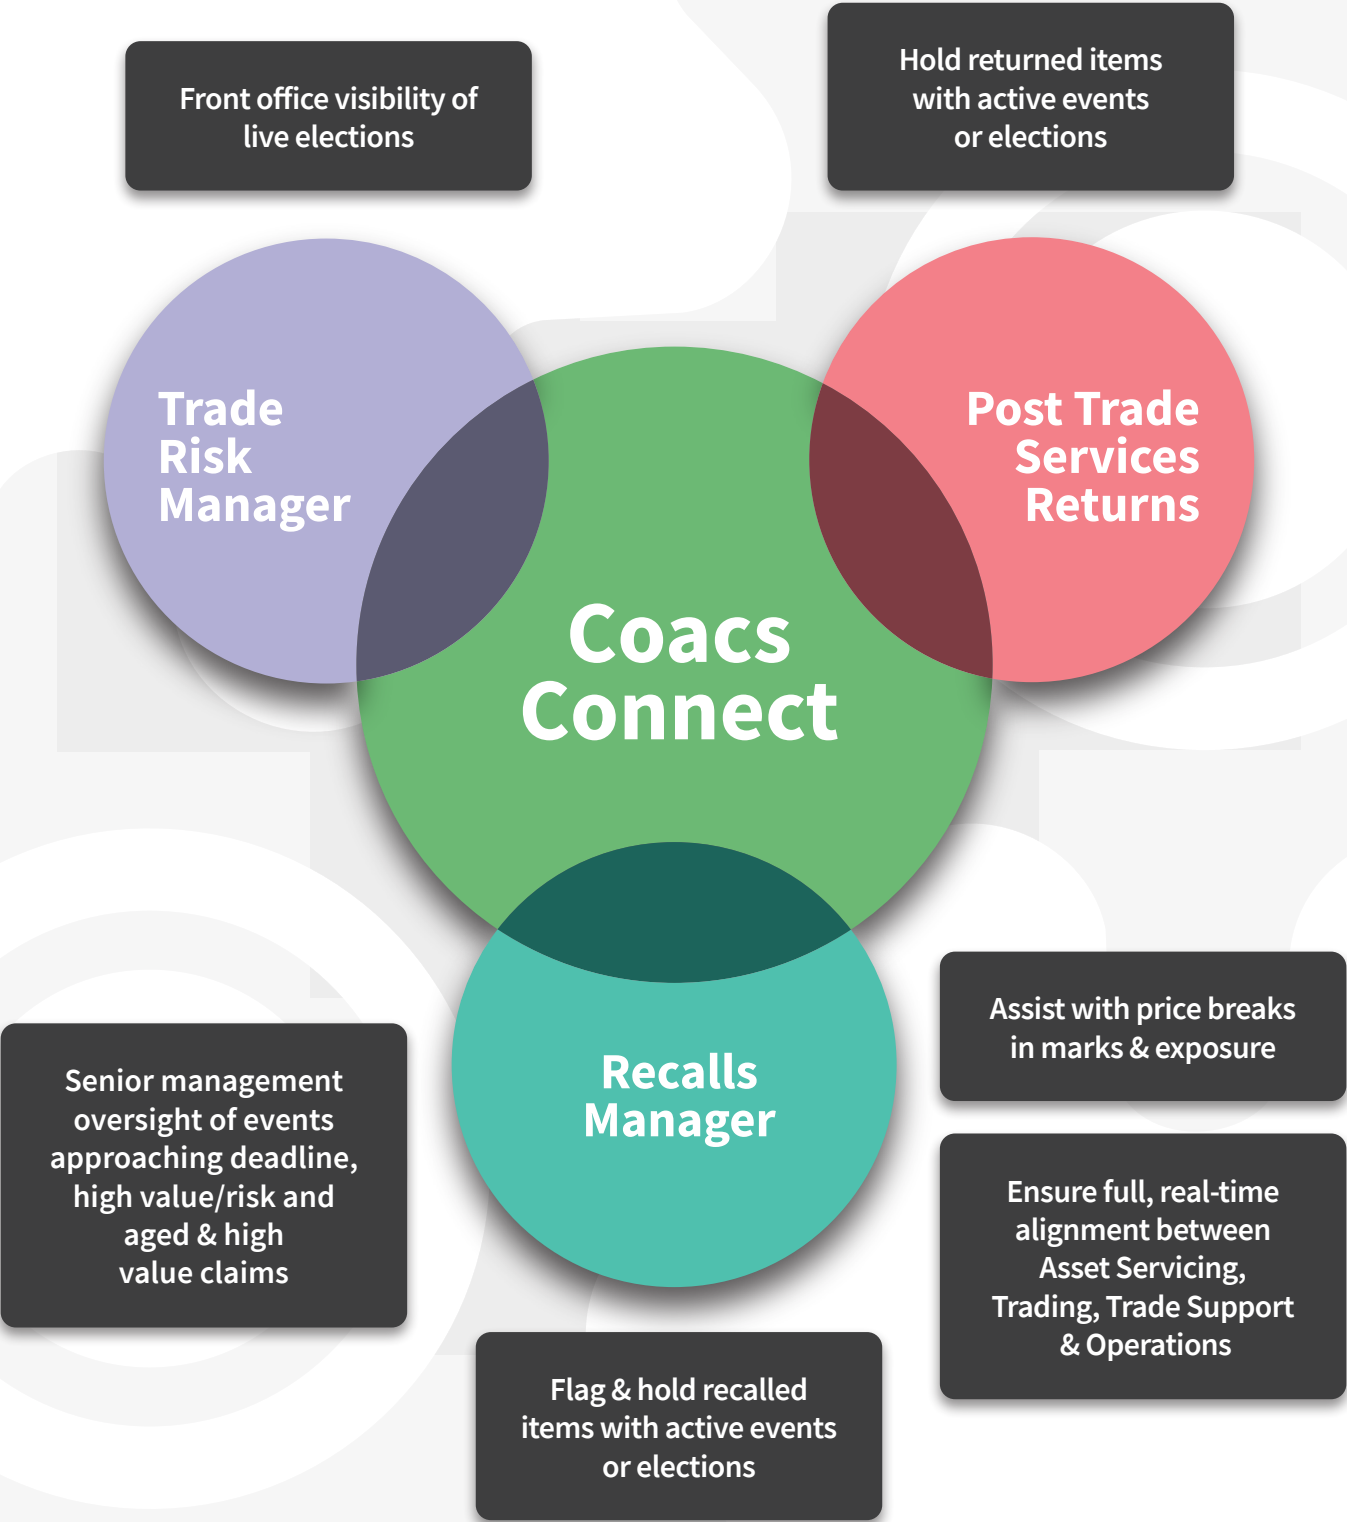 Front office visibility of
live elections
Hold returned items
with active events
or elections
Trade
Risk
Manager
Post Trade
Services
Returns
Coacs
Connect
Recalls
Manager
Assist with price breaks
in marks & exposure
Senior management
oversight of events
approaching deadline,
high value/risk and
aged & high
value claims
Ensure full, real-time
alignment between
Asset Servicing,
Trading, Trade Support
& Operations
Flag & hold recalled
items with active events
or elections